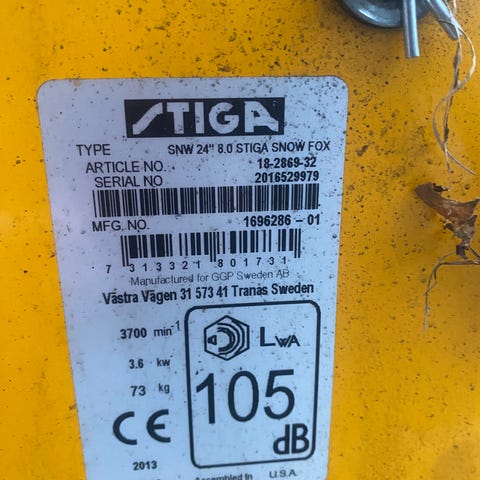 STIGA
TYPE SNW 24" 8.0 STIGA SNOW FOX
ARTICLE NO. 18-2869-32
SERIAL NO 2016529979
MFG. NO. 1696286 -01
7 313321 801731
Manufactured for GGP Sweden AB
Västra Vägen 31 573 41 Tranas Sweden
3700 min-1
LWA
3.6 kw
73 kg
105
dB
CE
2013
Assembled in U.S.A.